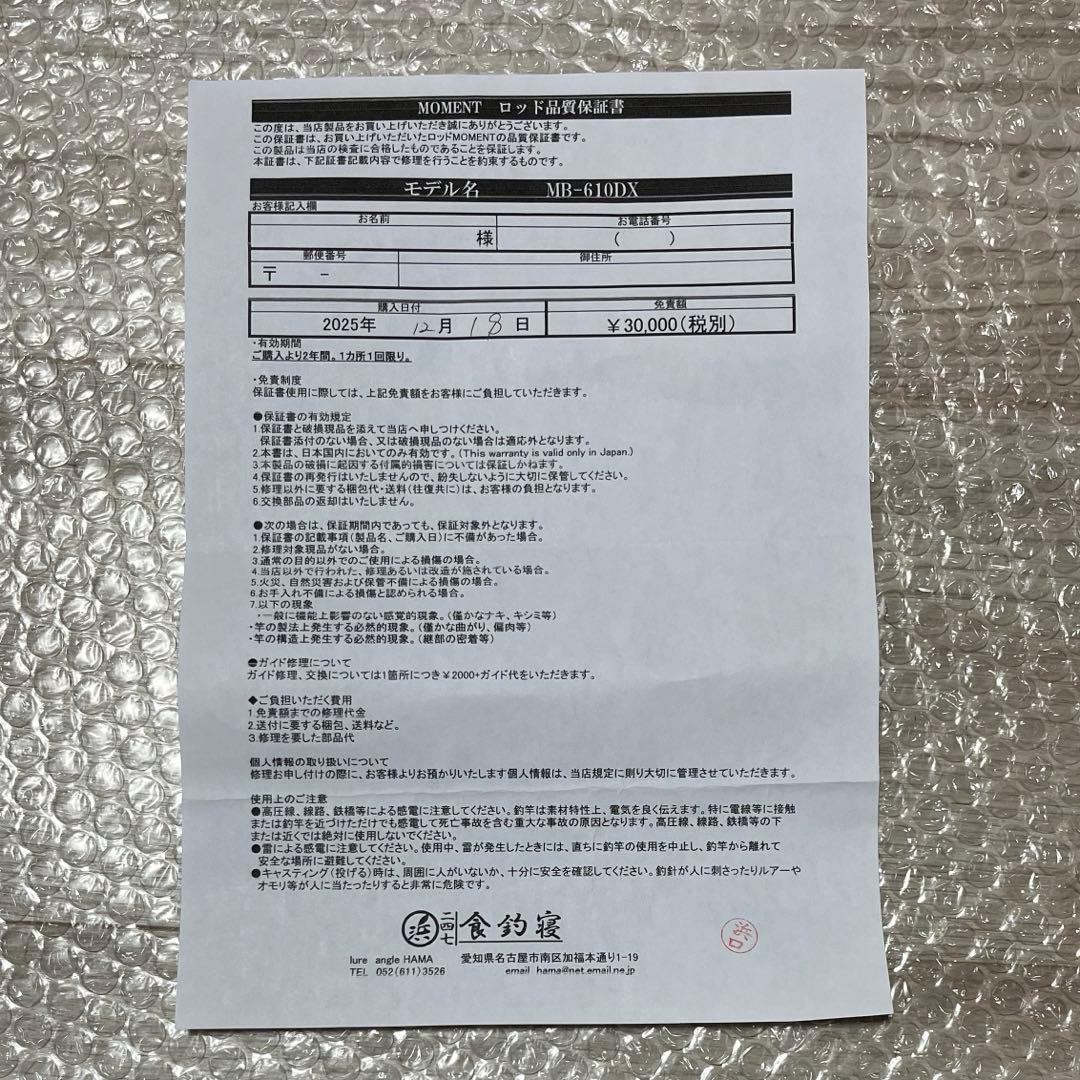 MOMENT ロッド品質保証書
この度は、当店製品をお買い上げいただき誠にありがとうございます。
この保証書は、お買い上げいただいたロッドMOMENTの品質保証書です。
この製品は当店の検査に合格したものであることを保証します。
本証書は、下記証書記載内容で修理を行うことを約束するものです。
モデル名 MB-610DX
お客様記入欄
お名前 お電話番号
様 ( )
郵便番号 御住所
〒 -
購入日付 免責額
2025年 12月 18日 ￥30,000(税別)
・有効期間
ご購入より2年間。1カ所1回限り。
・免責制度
保証書使用に際しては、上記免責額をお客様にご負担していただきます。
●保証書の有効規定
1.保証書と破損現品を添えて当店へ申しつけください。
保証書添付のない場合、又は破損現品のない場合は適応外となります。
2.本書は、日本国内においてのみ有効です。(This warranty is valid only in Japan.)
3.本製品の破損に起因する付属的損害については保証しかねます。
4.保証書の再発行はいたしませんので、紛失しないように大切に保管してください。
5.修理以外に要する梱包代・送料(往復共に)は、お客様の負担となります。
6.交換部品の返却はいたしません。
●次の場合は、保証期間内であっても、保証対象外となります。
1.保証書の記載事項(製品名、ご購入日)に不備があった場合。
2.修理対象現品がない場合。
3.通常の目的以外でのご使用による損傷の場合。
4.当店以外で行われた、修理あるいは改造が施されている場合。
5.火災、自然災害および保管不備による損傷の場合。
6.お手入れ不備による損傷と認められる場合。
7.以下の現象
・一般に機能上影響のない感覚的現象。(僅かなナキ、キシミ等)
・竿の製法上発生する必然的現象。(僅かな曲がり、偏肉等)
・竿の構造上発生する必然的現象。(継部の密着等)
●ガイド修理について
ガイド修理、交換については1箇所につき￥2000+ガイド代をいただきます。
◆ご負担いただく費用
1.免責額までの修理代金
2.送付に要する梱包、送料など。
3.修理を要した部品代
個人情報の取り扱いについて
修理お申し付けの際に、お客様よりお預かりいたします個人情報は、当店規定に則り大切に管理させていただきます。
使用上のご注意
●高圧線、線路、鉄橋等による感電に注意してください。釣竿は素材特性上、電気を良く伝えます。特に電線等に接触
または釣竿を近づけただけでも感電して死亡事故を含む重大な事故の原因となります。高圧線、線路、鉄橋等の下
または近くでは絶対に使用しないでください。
●雷による感電に注意してください。使用中、雷が発生したときには、直ちに釣竿の使用を中止し、釣竿から離れて
安全な場所に避難してください。
●キャスティング(投げる)時は、周囲に人がいないか、十分に安全を確認してください。釣針が人に刺さったりルアーや
オモリ等が人に当たったりすると非常に危険です。
浜 二四七 食釣寝
浜口
lure angle HAMA 愛知県名古屋市南区加福本通り1-19
TEL 052(611)3526 email hama@net.email.ne.jp